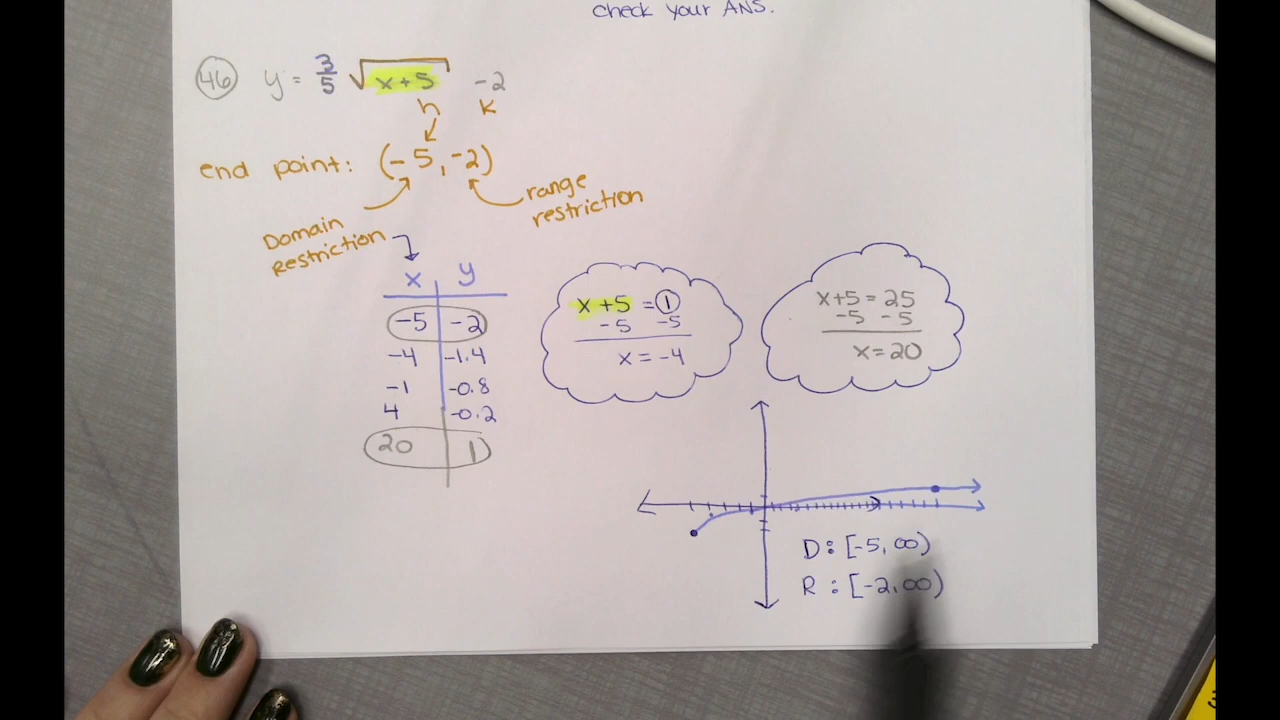 check your ANS.
46 y = 3/5 √x+5 -2
h k
end point: (-5, -2)
range
restriction
Domain
restriction
x y
-5 -2
-4 -1.4
-1 -0.8
4 -0.2
20 1
x+5 = 1
-5 -5
x = -4
x+5 = 25
-5 -5
x = 20
D: [-5, ∞)
R: [-2, ∞)